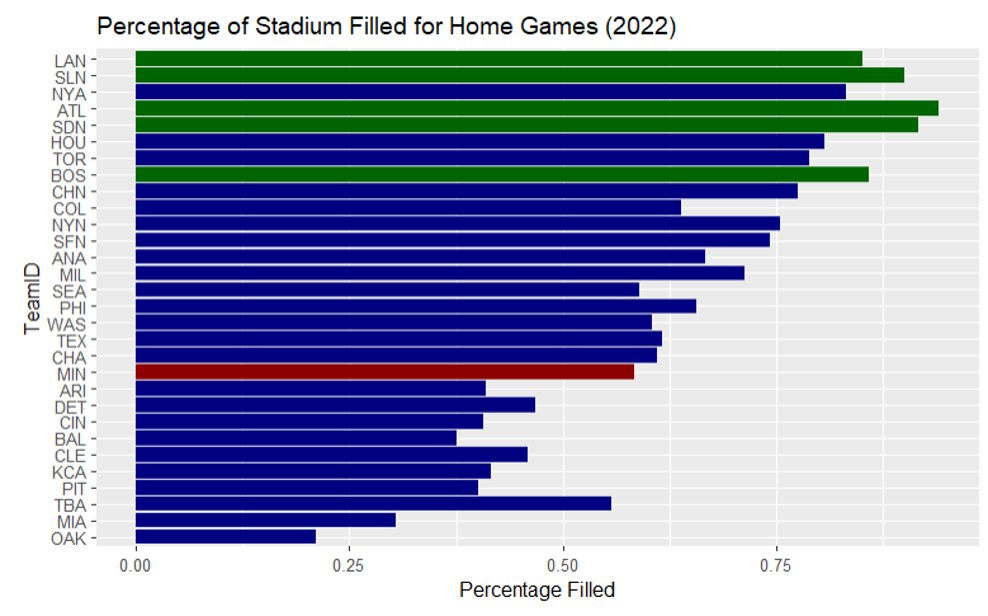 Percentage of Stadium Filled for Home Games (2022)
TeamID
LAN
SLN
NYA
ATL
SDN
HOU
TOR
BOS
CHN
COL
NYN
SFN
ANA
MIL
SEA
PHI
WAS
TEX
CHA
MIN
ARI
DET
CIN
BAL
CLE
KCA
PIT
TBA
MIA
OAK
0.00 0.25 0.50 0.75
Percentage Filled